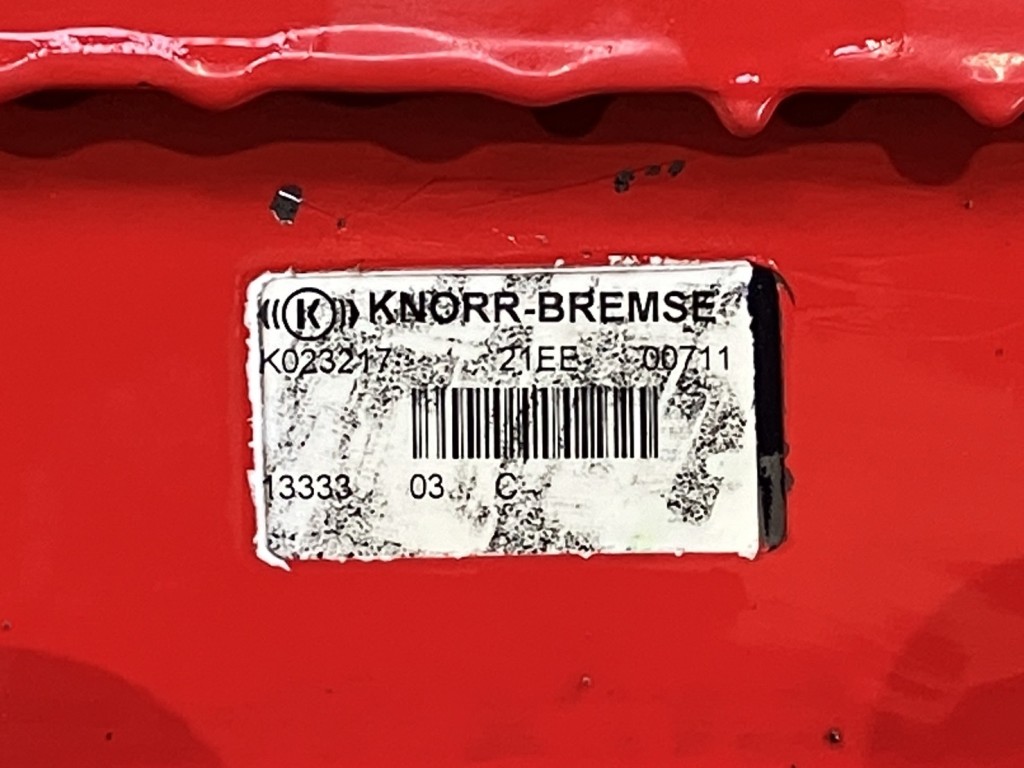 K KNORR-BREMSE
K023217 21EE 00711
13333 03 C